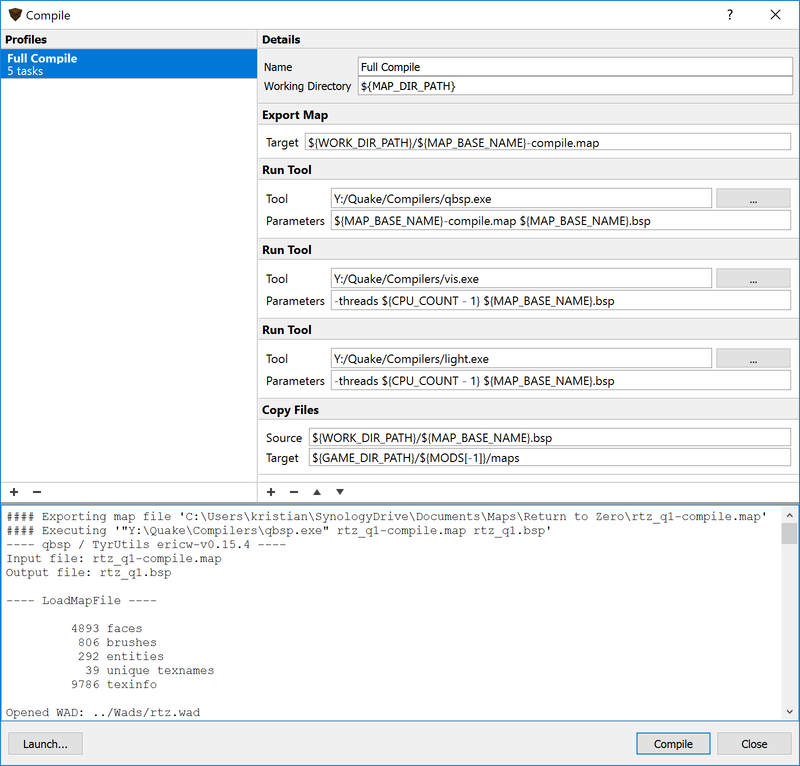 Compile
?
Profiles
Details
Full Compile
5 tasks
Name Full Compile
Working Directory ${MAP_DIR_PATH}
Export Map
Target ${WORK_DIR_PATH}/${MAP_BASE_NAME}-compile.map
Run Tool
Tool Y:/Quake/Compilers/qbsp.exe ...
Parameters ${MAP_BASE_NAME}-compile.map ${MAP_BASE_NAME}.bsp
Run Tool
Tool Y:/Quake/Compilers/vis.exe ...
Parameters -threads ${CPU_COUNT - 1} ${MAP_BASE_NAME}.bsp
Run Tool
Tool Y:/Quake/Compilers/light.exe ...
Parameters -threads ${CPU_COUNT - 1} ${MAP_BASE_NAME}.bsp
Copy Files
Source ${WORK_DIR_PATH}/${MAP_BASE_NAME}.bsp
Target ${GAME_DIR_PATH}/${MODS[-1]}/maps
#### Exporting map file 'C:\Users\kristian\SynologyDrive\Documents\Maps\Return to Zero\rtz_q1-compile.map'
#### Executing '"Y:\Quake\Compilers\qbsp.exe" rtz_q1-compile.map rtz_q1.bsp'
---- qbsp / TyrUtils ericw-v0.15.4 ----
Input file: rtz_q1-compile.map
Output file: rtz_q1.bsp
---- LoadMapFile ----
4893 faces
806 brushes
292 entities
39 unique texnames
9786 texinfo
Opened WAD: ../Wads/rtz.wad
Launch...
Compile
Close